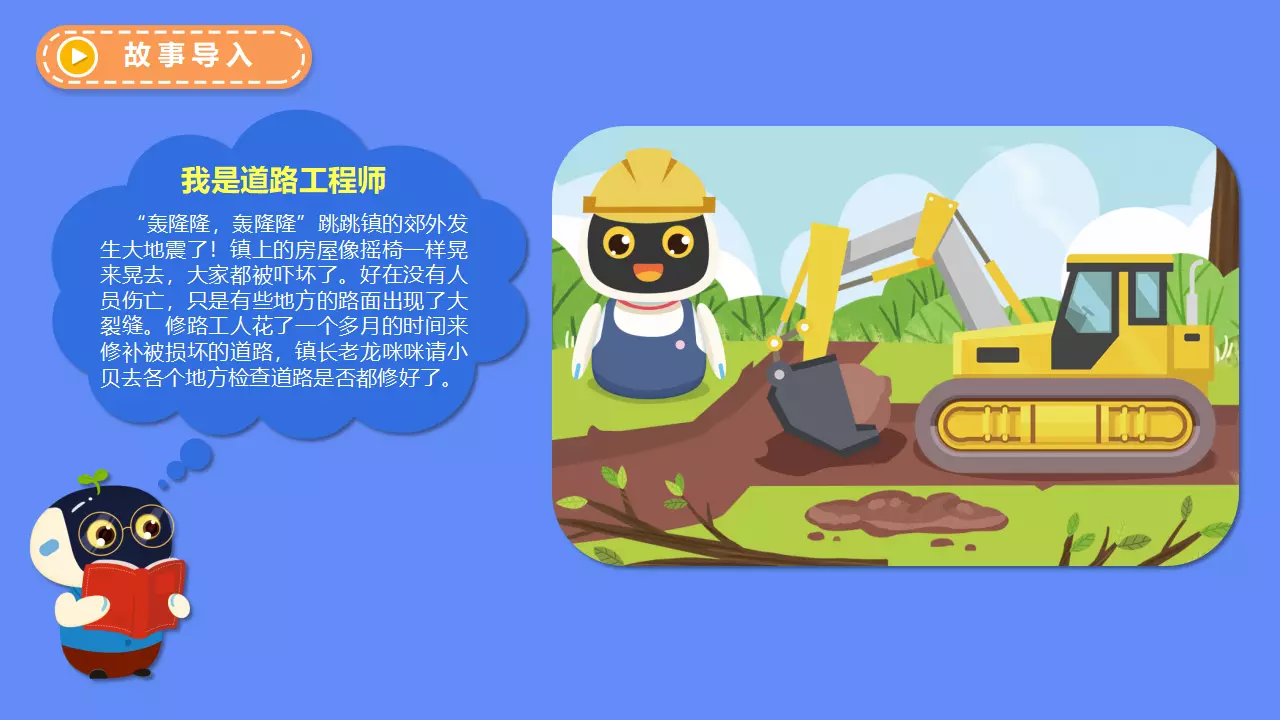 故事导入
我是道路工程师
“轰隆隆，轰隆隆”跳跳镇的郊外发
生大地震了！镇上的房屋像摇椅一样晃
来晃去，大家都被吓坏了。好在没有人
员伤亡，只是有些地方的路面出现了大
裂缝。修路工人花了一个多月的时间来
修补被损坏的道路，镇长老龙咪咪请小
贝去各个地方检查道路是否都修好了。